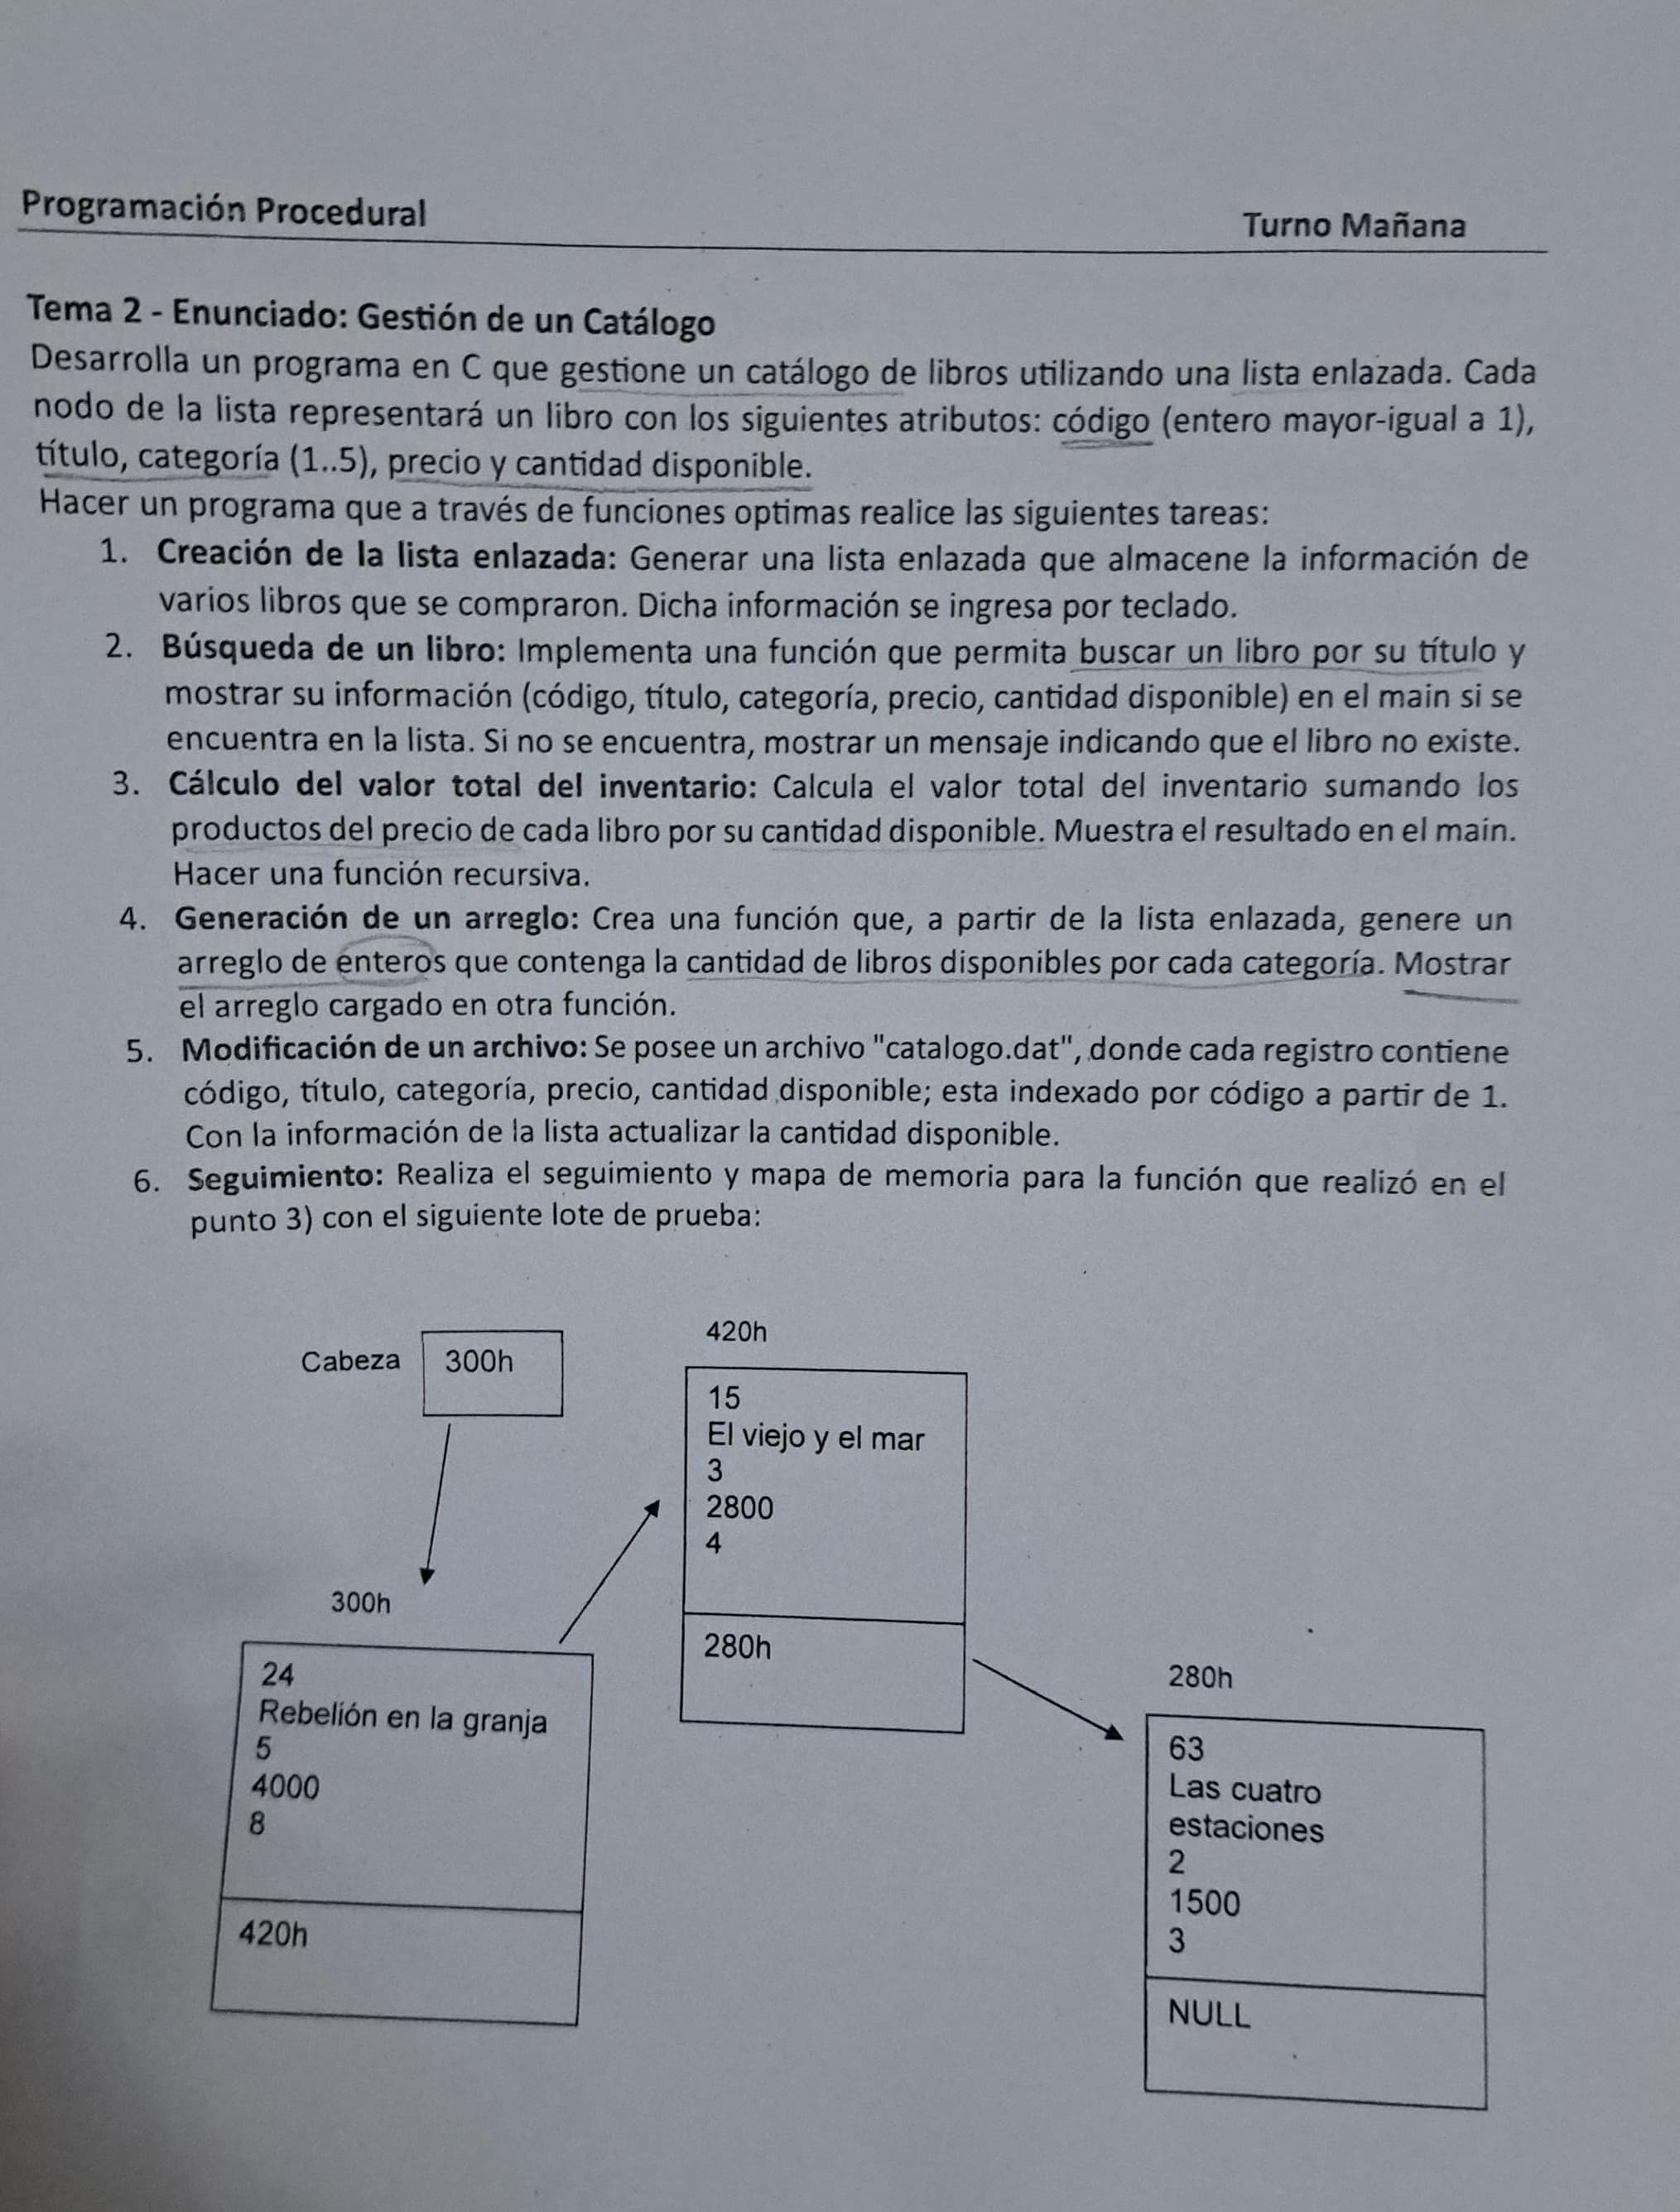 Programación Procedural
Turno Mañana
Tema 2 - Enunciado: Gestión de un Catálogo
Desarrolla un programa en C que gestione un catálogo de libros utilizando una lista enlazada. Cada
nodo de la lista representará un libro con los siguientes atributos: código (entero mayor-igual a 1),
título, categoría (1..5), precio y cantidad disponible.
Hacer un programa que a través de funciones optimas realice las siguientes tareas:
1. Creación de la lista enlazada: Generar una lista enlazada que almacene la información de
varios libros que se compraron. Dicha información se ingresa por teclado.
2. Búsqueda de un libro: Implementa una función que permita buscar un libro por su título y
mostrar su información (código, título, categoría, precio, cantidad disponible) en el main si se
encuentra en la lista. Si no se encuentra, mostrar un mensaje indicando que el libro no existe.
3. Cálculo del valor total del inventario: Calcula el valor total del inventario sumando los
productos del precio de cada libro por su cantidad disponible. Muestra el resultado en el main.
Hacer una función recursiva.
4. Generación de un arreglo: Crea una función que, a partir de la lista enlazada, genere un
arreglo de enteros que contenga la cantidad de libros disponibles por cada categoría. Mostrar
el arreglo cargado en otra función.
5. Modificación de un archivo: Se posee un archivo "catalogo.dat", donde cada registro contiene
código, título, categoría, precio, cantidad disponible; esta indexado por código a partir de 1.
Con la información de la lista actualizar la cantidad disponible.
6. Seguimiento: Realiza el seguimiento y mapa de memoria para la función que realizó en el
punto 3) con el siguiente lote de prueba:
Cabeza
300h
300h
24
Rebelión en la granja
5
4000
8
420h
420h
15
El viejo y el mar
3
2800
4
280h
280h
63
Las cuatro
estaciones
2
1500
3
NULL